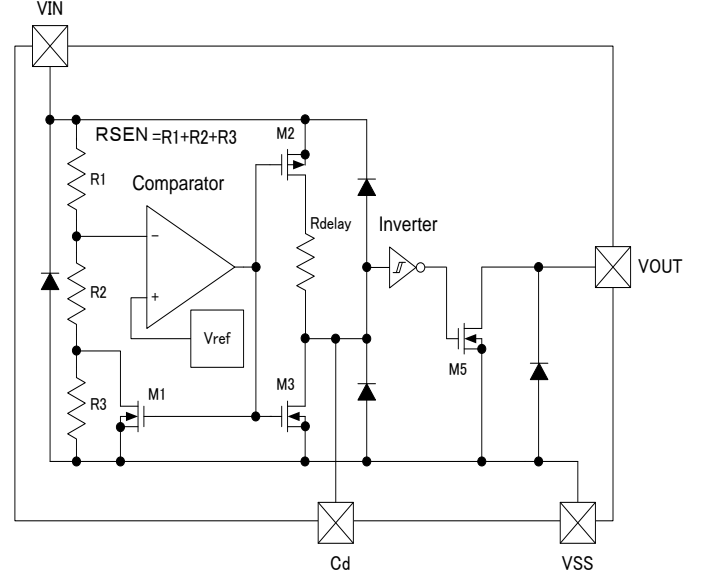 VIN
RSEN =R1+R2+R3
M2
R1
Comparator
Rdelay
Inverter
−
VOUT
R2
+
Vref
M5
M1
M3
R3
Cd
VSS